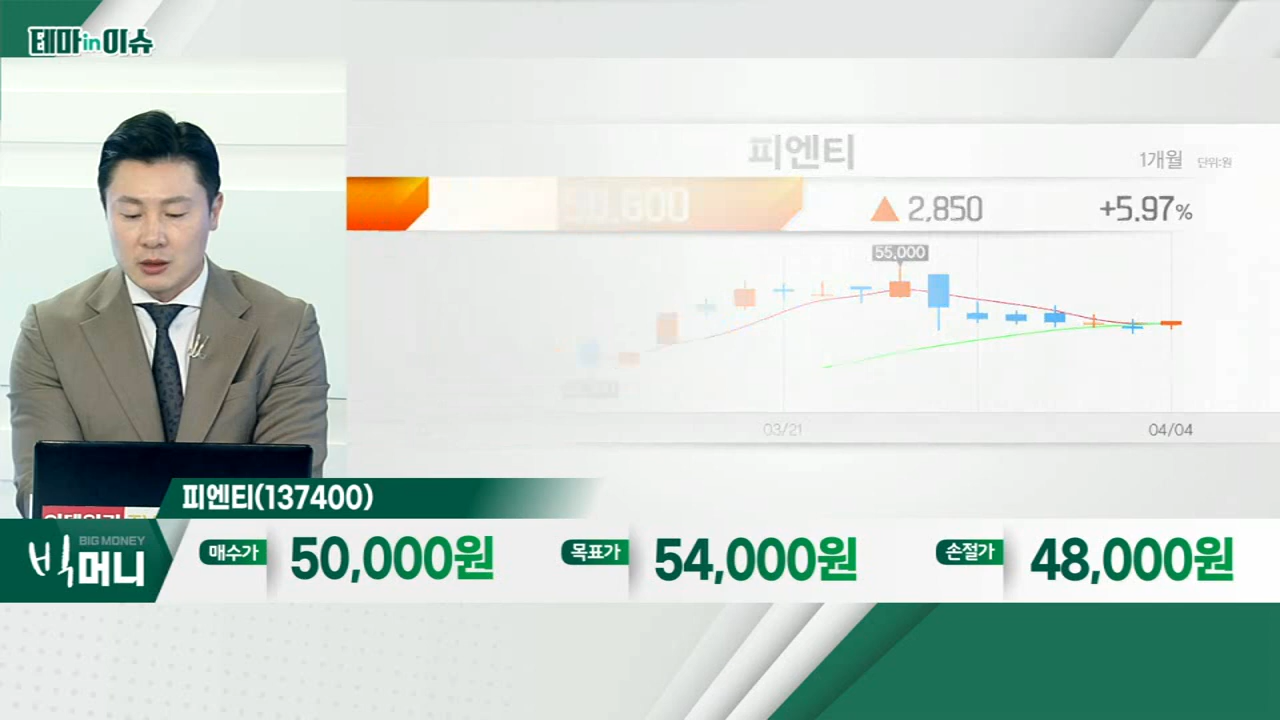 테마in이슈
피엔티
1개월 단위:원
50,600 ▲ 2,850 +5.97%
55,000
03/21 04/04
피엔티(137400)
빅머니 BIG MONEY
매수가 50,000원 목표가 54,000원 손절가 48,000원